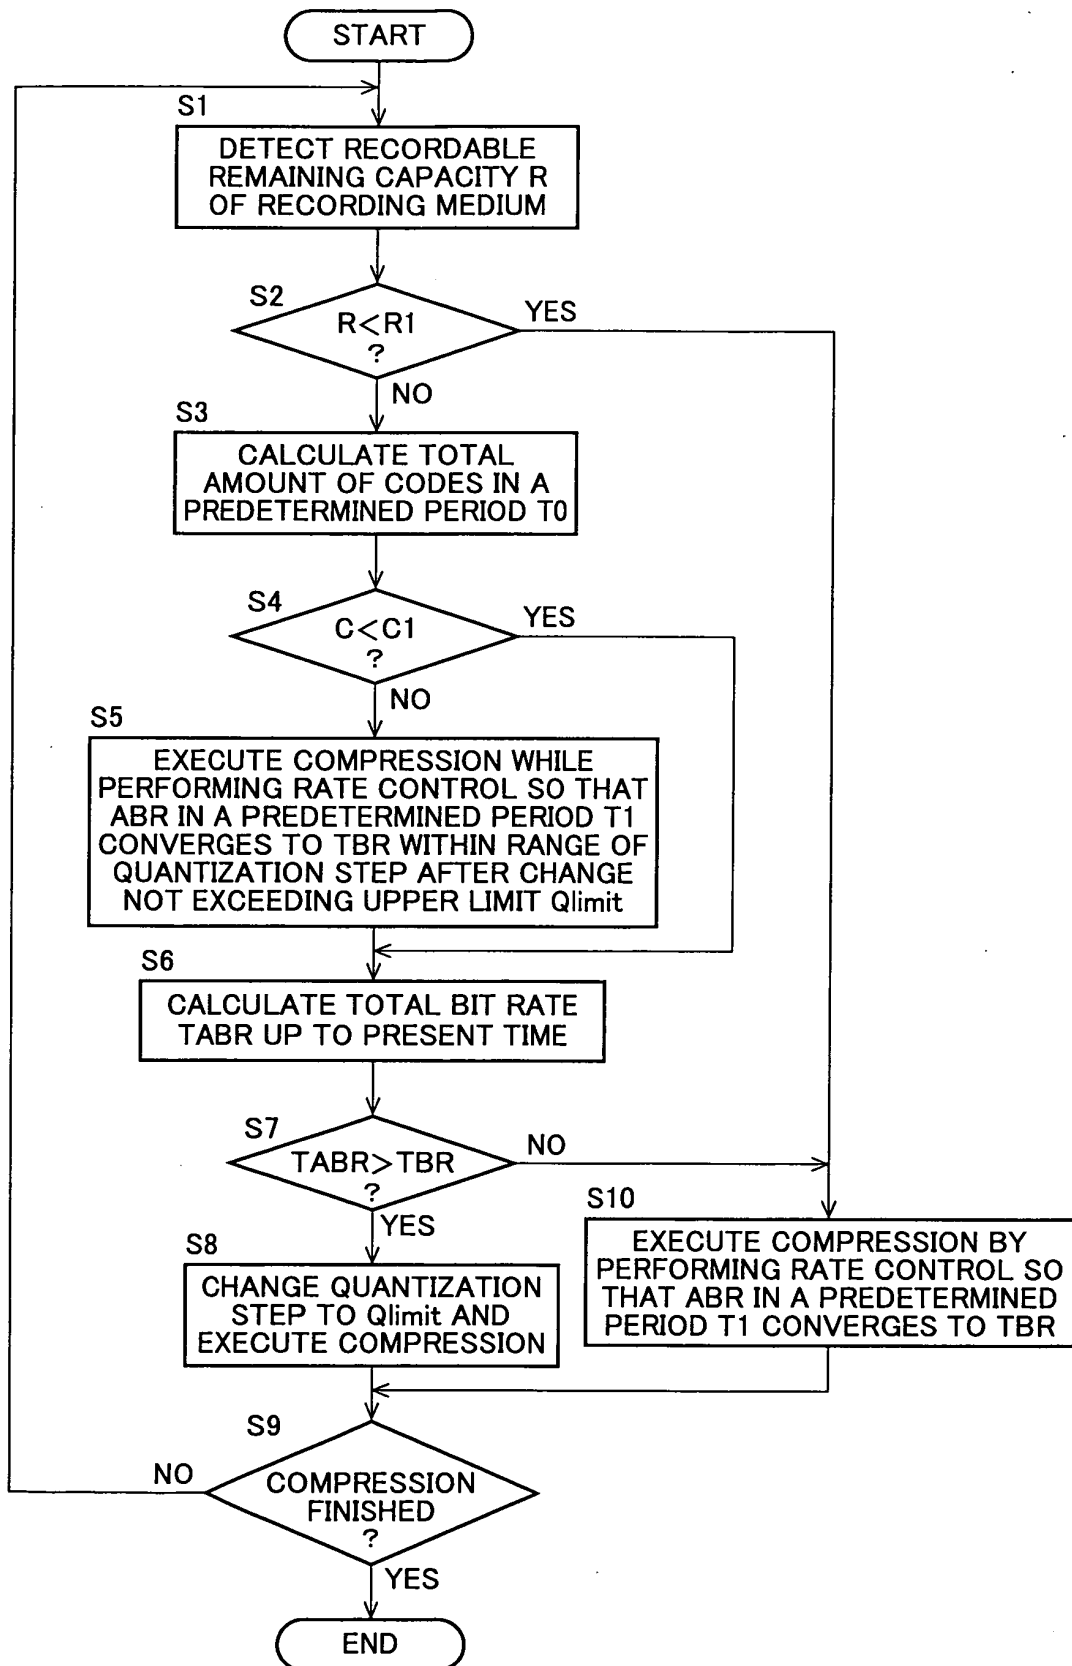 START
S1
DETECT RECORDABLE
REMAINING CAPACITY R
OF RECORDING MEDIUM
S2
R<R1
?
YES
NO
S3
CALCULATE TOTAL
AMOUNT OF CODES IN A
PREDETERMINED PERIOD T0
S4
C<C1
?
YES
NO
S5
EXECUTE COMPRESSION WHILE
PERFORMING RATE CONTROL SO THAT
ABR IN A PREDETERMINED PERIOD T1
CONVERGES TO TBR WITHIN RANGE OF
QUANTIZATION STEP AFTER CHANGE
NOT EXCEEDING UPPER LIMIT Qlimit
S6
CALCULATE TOTAL BIT RATE
TABR UP TO PRESENT TIME
S7
TABR>TBR
?
NO
YES
S8
CHANGE QUANTIZATION
STEP TO Qlimit AND
EXECUTE COMPRESSION
S10
EXECUTE COMPRESSION BY
PERFORMING RATE CONTROL SO
THAT ABR IN A PREDETERMINED
PERIOD T1 CONVERGES TO TBR
S9
COMPRESSION
FINISHED
?
NO
YES
END